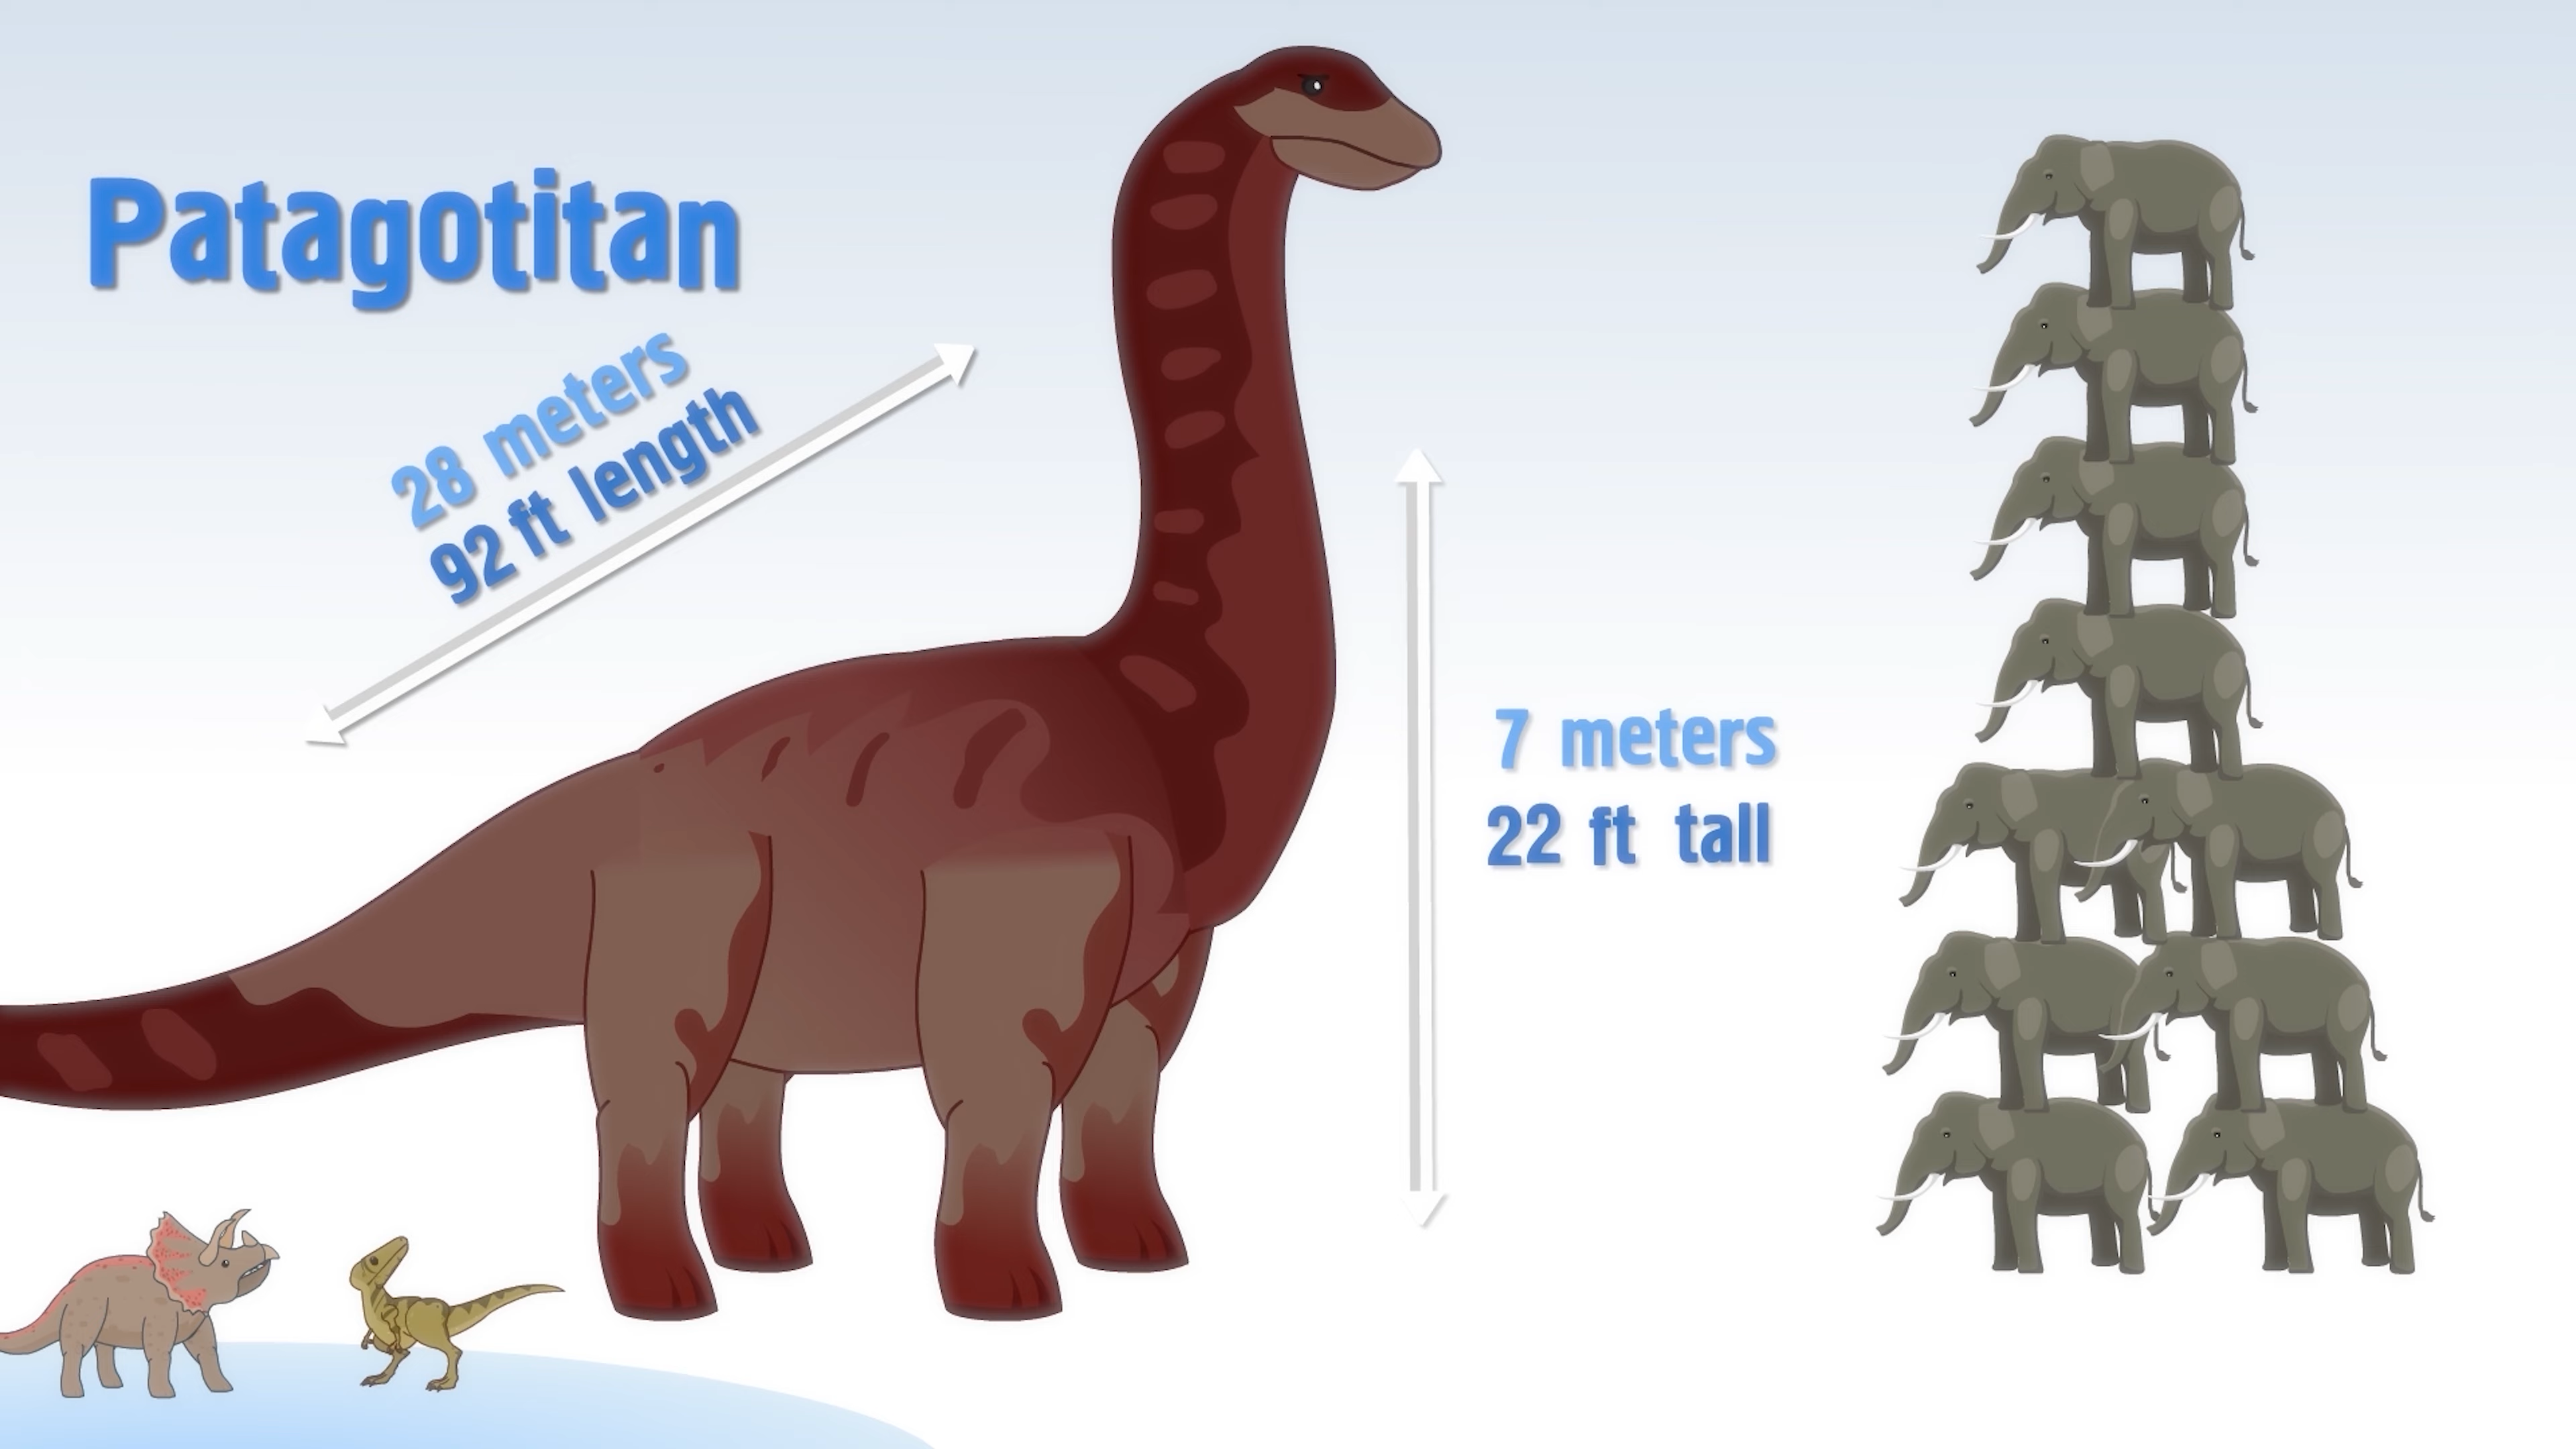 Patagotitan
28 meters
92 ft length
7 meters
22 ft tall